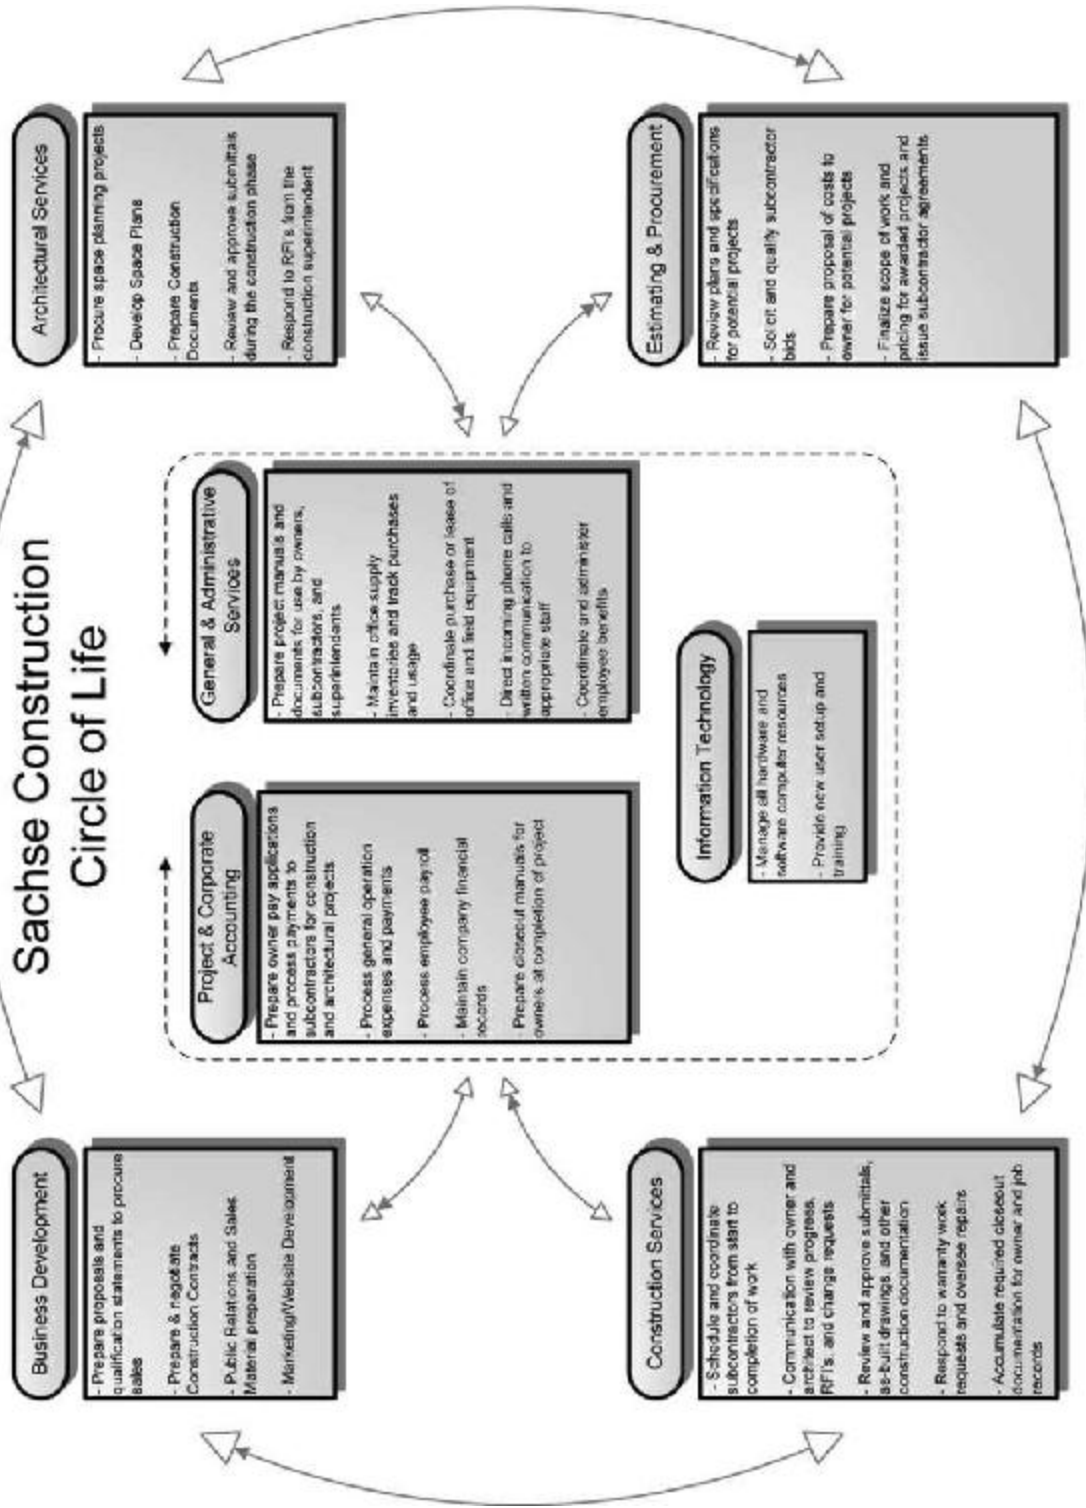 Sachse Construction
Circle of Life
Business Development
- Prepare proposals and
qualification statements to procure
sales
- Prepare & negotiate
Construction Contracts
- Public Relations and Sales
Material preparation
- Marketing/Website Development
Project & Corporate
Accounting
- Prepare owner pay applications
and process payments to
subcontractors for construction
and architectural projects
- Process general operation
expenses and payments
- Process employee payroll
- Maintain company financial
records
- Prepare closeout manuals for
owners at completion of project
General & Administrative
Services
- Prepare project manuals and
documents for use by owners,
subcontractors, and
superintendents
- Maintain office supply
inventories and track purchases
and usage
- Coordinate purchase or lease of
office and field equipment
- Direct incoming phone calls and
written communication to
appropriate staff
- Coordinate and administer
employee benefits
Architectural Services
- Procure space planning projects
- Develop Space Plans
- Prepare Construction
Documents
- Review and approve submittals
during the construction phase
- Respond to RFI's from the
construction superintendent
Construction Services
- Schedule and coordinate
subcontractors from start to
completion of work
- Communication with owner and
architect to review progress,
RFI's, and change requests
- Review and approve submittals,
as-built drawings, and other
construction documentation
- Respond to warranty work
requests and oversee repairs
- Accumulate required closeout
documentation for owner and job
records
Information Technology
- Manage all hardware and
software computer resources
- Provide new user setup and
training
Estimating & Procurement
- Review plans and specifications
for potential projects
- Solicit and qualify subcontractor
bids
- Prepare proposal of costs to
owner for potential projects
- Finalize scope of work and
pricing for awarded projects and
issue subcontractor agreements